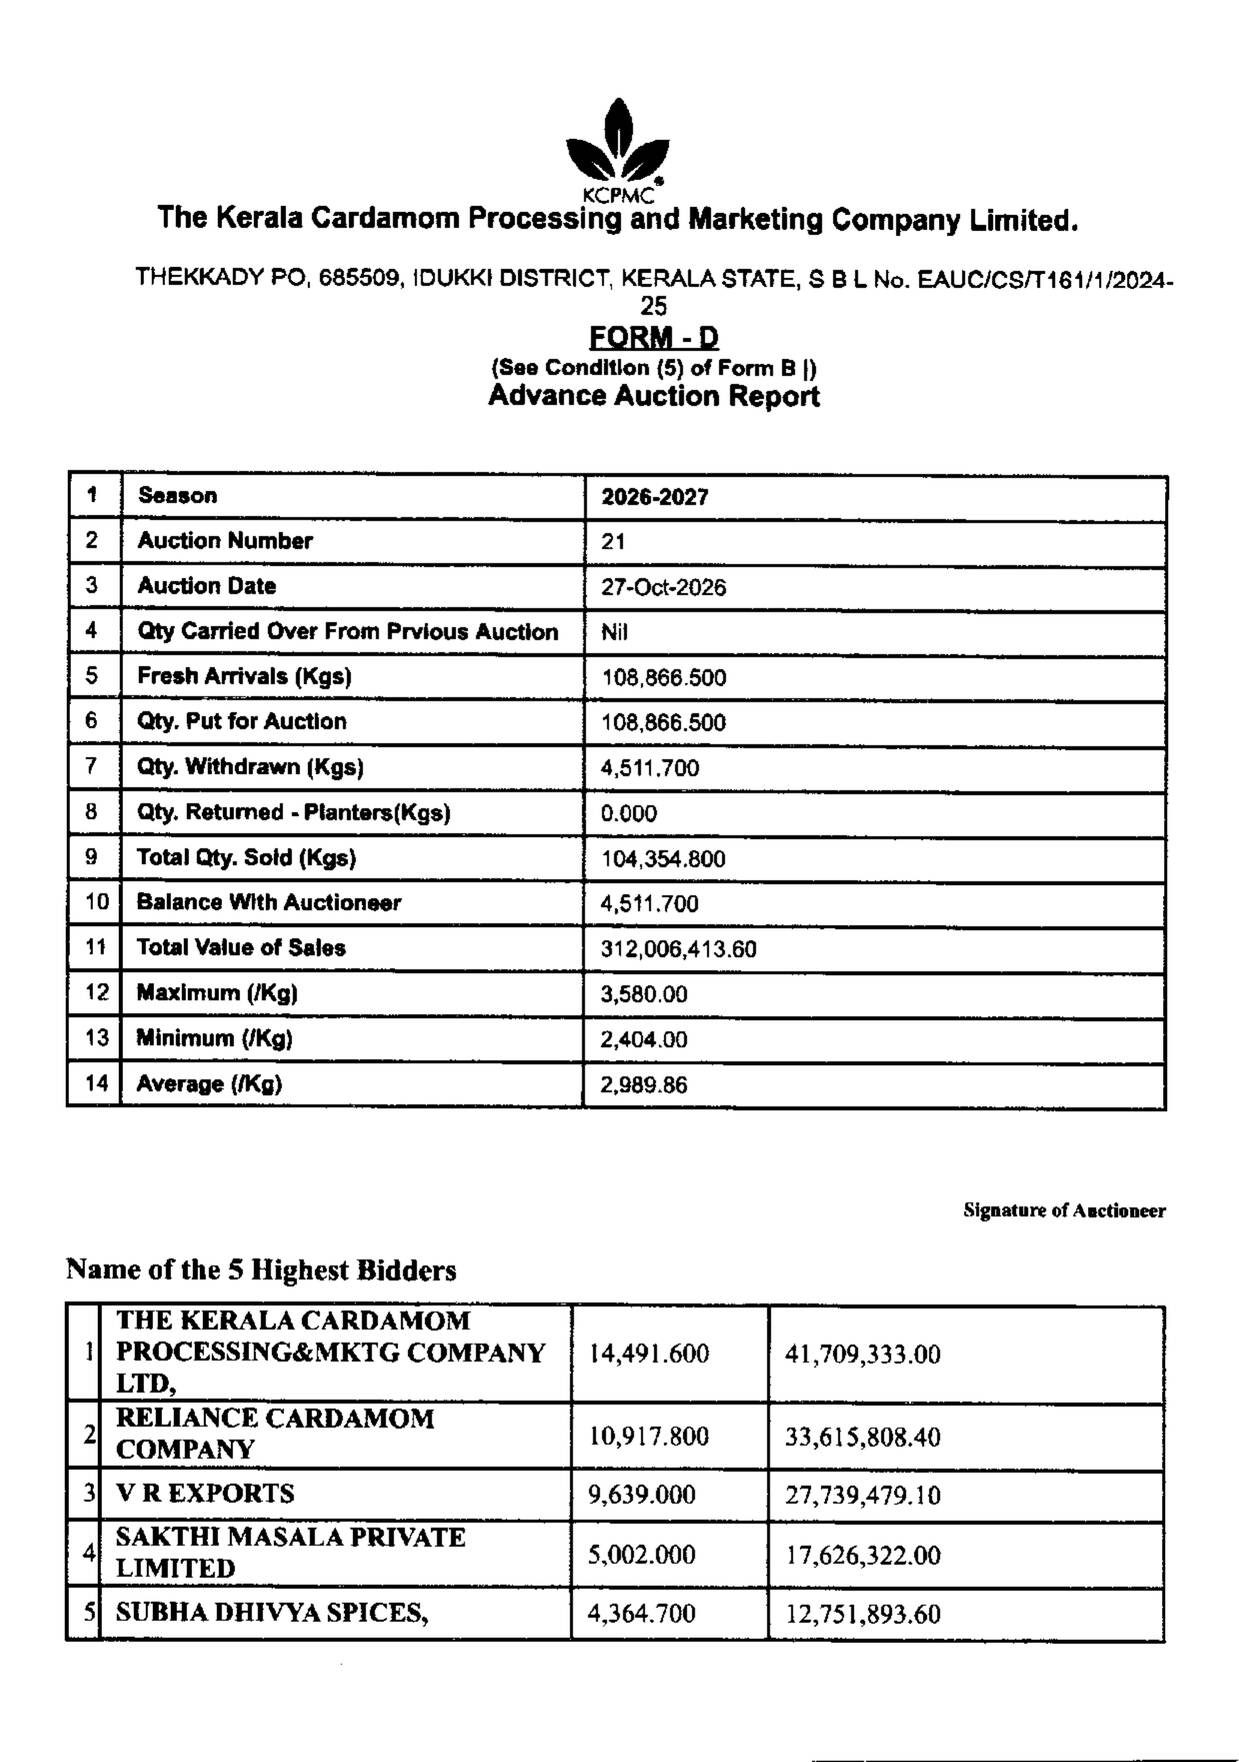 KCPMC
The Kerala Cardamom Processing and Marketing Company Limited.
THEKKADY PO, 685509, IDUKKI DISTRICT, KERALA STATE, S B L No. EAUC/CS/T161/1/2024-
25
FORM - D
(See Condition (5) of Form B |)
Advance Auction Report
1 Season 2026-2027
2 Auction Number 21
3 Auction Date 27-Oct-2026
4 Qty Carried Over From Prvious Auction Nil
5 Fresh Arrivals (Kgs) 108,866.500
6 Qty. Put for Auction 108,866.500
7 Qty. Withdrawn (Kgs) 4,511.700
8 Qty. Returned - Planters(Kgs) 0.000
9 Total Qty. Sold (Kgs) 104,354.800
10 Balance With Auctioneer 4,511.700
11 Total Value of Sales 312,006,413.60
12 Maximum (/Kg) 3,580.00
13 Minimum (/Kg) 2,404.00
14 Average (/Kg) 2,989.86
Signature of Auctioneer
Name of the 5 Highest Bidders
THE KERALA CARDAMOM
1 PROCESSING&MKTG COMPANY 14,491.600 41,709,333.00
LTD,
2 RELIANCE CARDAMOM 10,917.800 33,615,808.40
COMPANY
3 V R EXPORTS 9,639.000 27,739,479.10
4 SAKTHI MASALA PRIVATE 5,002.000 17,626,322.00
LIMITED
5 SUBHA DHIVYA SPICES, 4,364.700 12,751,893.60